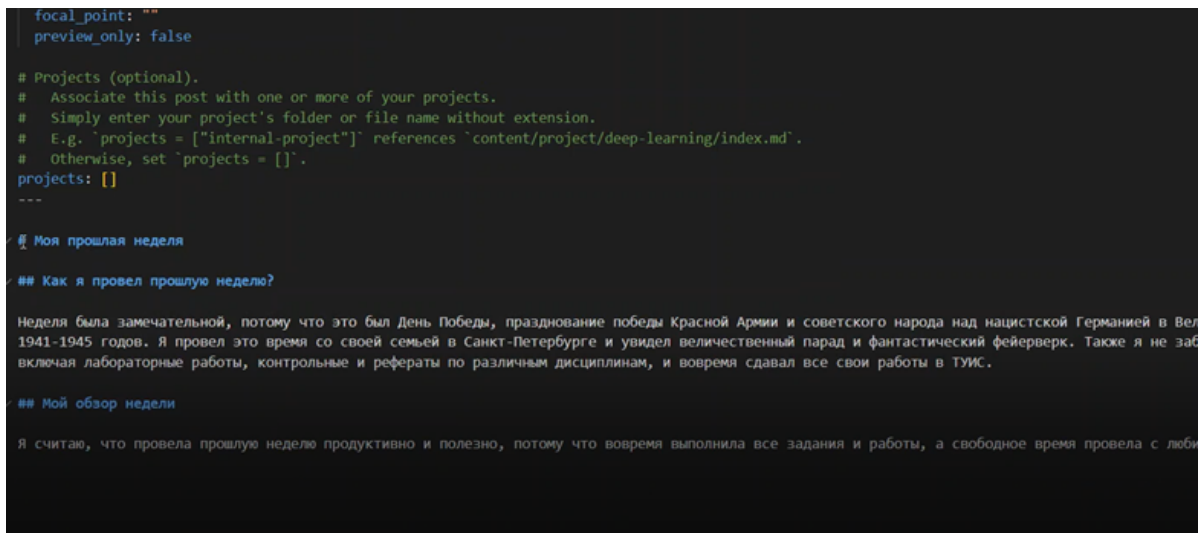 focal_point: ""
preview_only: false
# Projects (optional).
#   Associate this post with one or more of your projects.
#   Simply enter your project's folder or file name without extension.
#   E.g. `projects = ["internal-project"]` references `content/project/deep-learning/index.md`.
#   Otherwise, set `projects = []`.
projects: []
---
# Моя прошлая неделя
## Как я провел прошлую неделю?
Неделя была замечательной, потому что это был День Победы, празднование победы Красной Армии и советского народа над нацистской Германией в Вел
1941-1945 годов. Я провел это время со своей семьей в Санкт-Петербурге и увидел величественный парад и фантастический фейерверк. Также я не заб
включая лабораторные работы, контрольные и рефераты по различным дисциплинам, и вовремя сдавал все свои работы в ТУИС.
## Мой обзор недели
Я считаю, что провела прошлую неделю продуктивно и полезно, потому что вовремя выполнила все задания и работы, а свободное время провела с люби